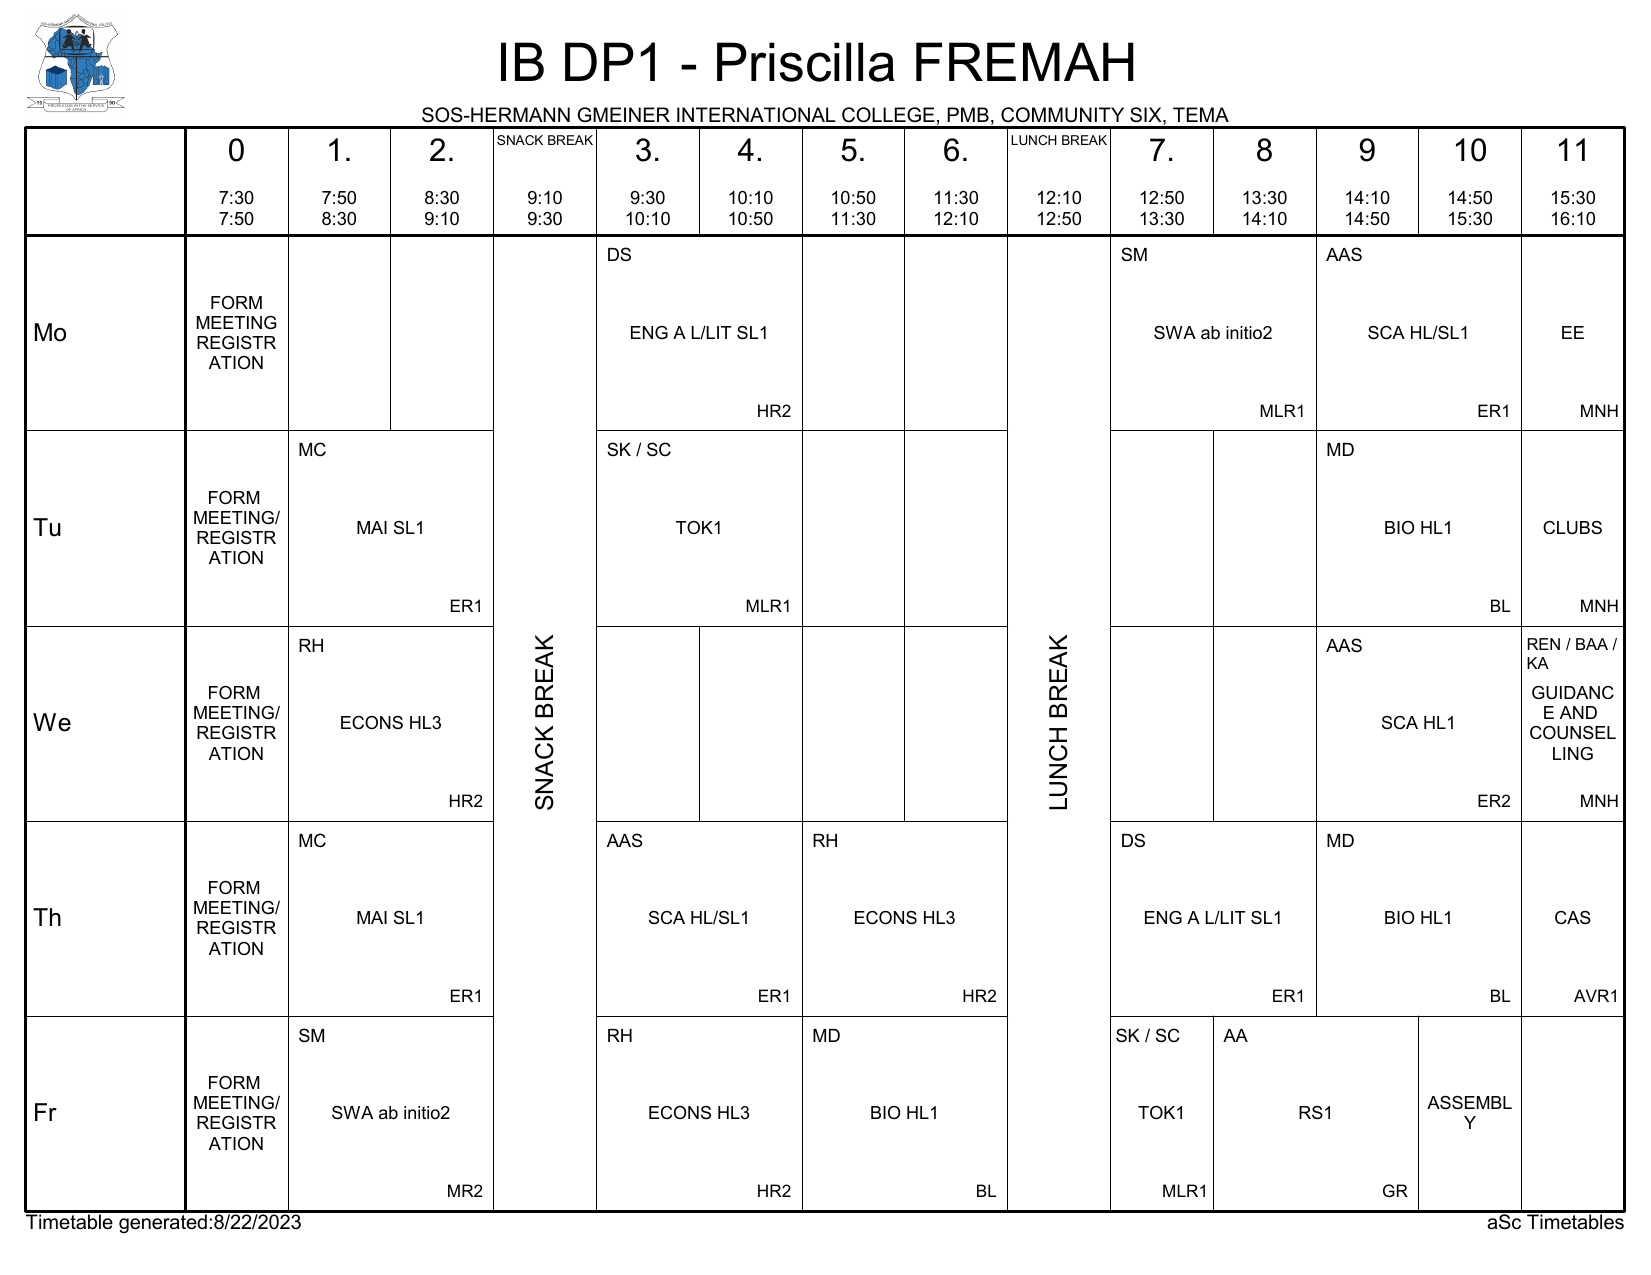 IB DP1 - Priscilla FREMAH
SOS-HERMANN GMEINER INTERNATIONAL COLLEGE, PMB, COMMUNITY SIX, TEMA
0
7:30
7:50
1.
7:50
8:30
2.
8:30
9:10
SNACK BREAK
9:10
9:30
3.
9:30
10:10
4.
10:10
10:50
5.
10:50
11:30
6.
11:30
12:10
LUNCH BREAK
12:10
12:50
7.
12:50
13:30
8
13:30
14:10
9
14:10
14:50
10
14:50
15:30
11
15:30
16:10
Mo
FORM
MEETING
REGISTR
ATION
DS
ENG A L/LIT SL1
HR2
SM
SWA ab initio2
MLR1
AAS
SCA HL/SL1
ER1
EE
MNH
Tu
FORM
MEETING/
REGISTR
ATION
MC
MAI SL1
ER1
SK / SC
TOK1
MLR1
MD
BIO HL1
BL
CLUBS
MNH
We
FORM
MEETING/
REGISTR
ATION
RH
ECONS HL3
HR2
SNACK BREAK
LUNCH BREAK
AAS
SCA HL1
ER2
REN / BAA /
KA
GUIDANC
E AND
COUNSEL
LING
MNH
Th
FORM
MEETING/
REGISTR
ATION
MC
MAI SL1
ER1
AAS
SCA HL/SL1
ER1
RH
ECONS HL3
HR2
DS
ENG A L/LIT SL1
ER1
MD
BIO HL1
BL
CAS
AVR1
Fr
FORM
MEETING/
REGISTR
ATION
SM
SWA ab initio2
MR2
RH
ECONS HL3
HR2
MD
BIO HL1
BL
SK / SC
TOK1
MLR1
AA
RS1
GR
ASSEMBL
Y
Timetable generated:8/22/2023
aSc Timetables